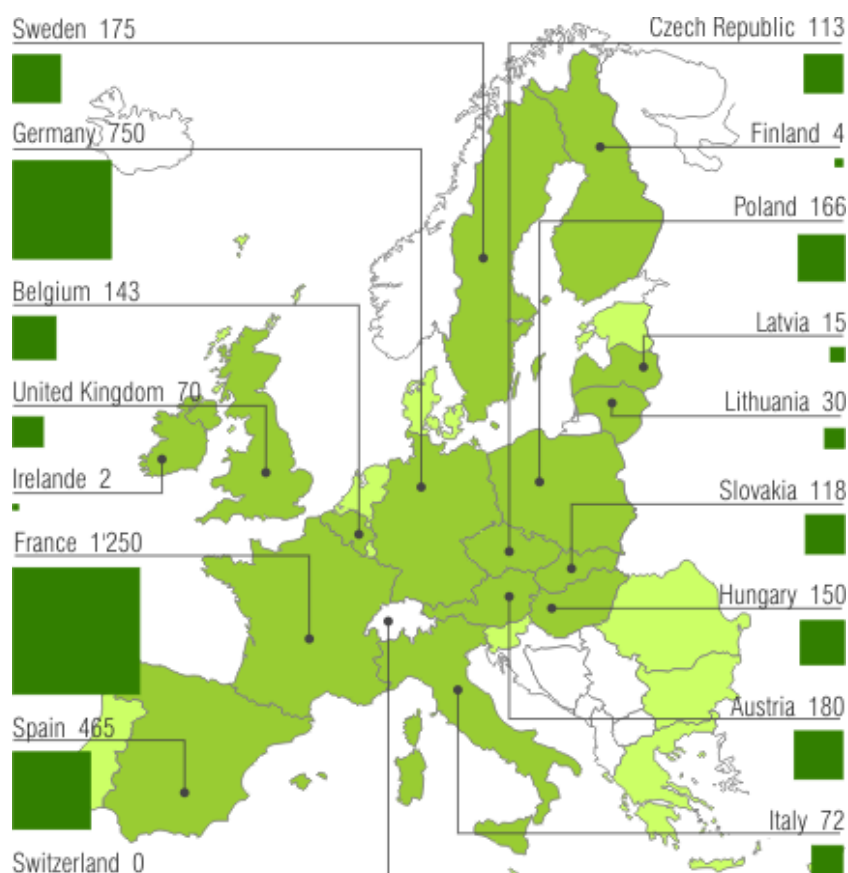 Sweden 175
Czech Republic 113
Germany 750
Finland 4
Poland 166
Belgium 143
Latvia 15
United Kingdom 70
Lithuania 30
Irelande 2
Slovakia 118
France 1'250
Hungary 150
Austria 180
Spain 465
Italy 72
Switzerland 0